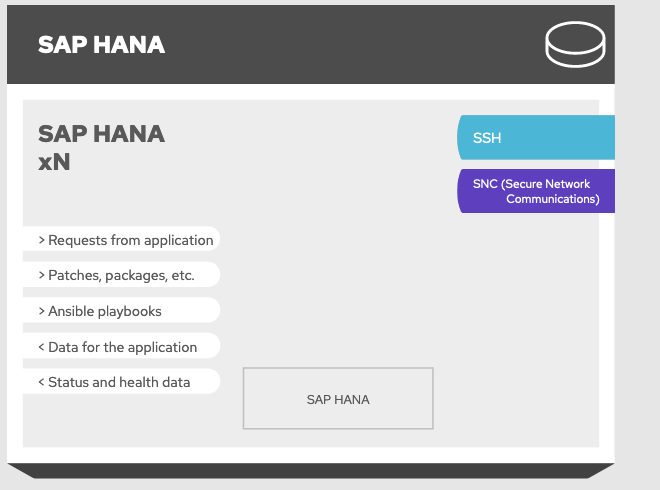 SAP HANA
SAP HANA
xN
SSH
SNC (Secure Network
Communications)
> Requests from application
> Patches, packages, etc.
> Ansible playbooks
< Data for the application
< Status and health data
SAP HANA